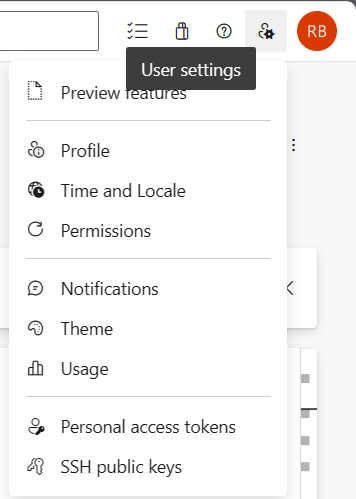 RB
User settings
Preview features
Profile
Time and Locale
Permissions
Notifications
Theme
Usage
Personal access tokens
SSH public keys